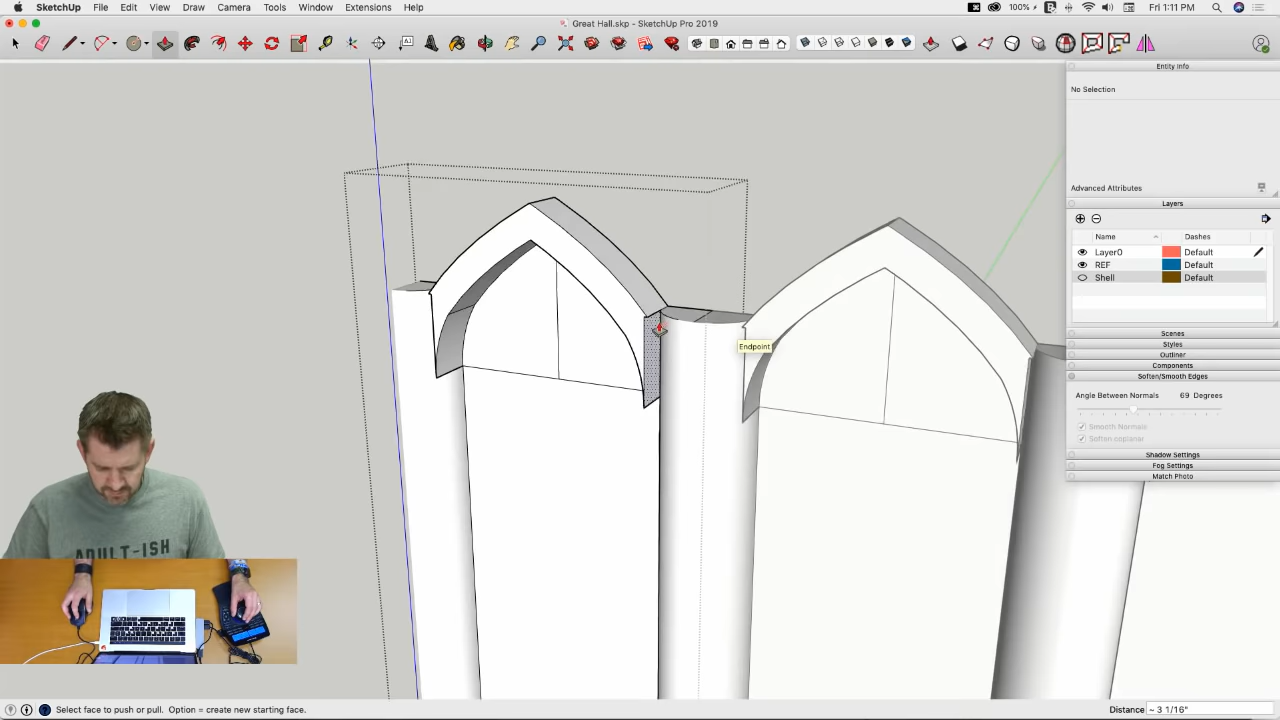 SketchUp File Edit View Draw Camera Tools Window Extensions Help 100% Fri 1:11 PM
Great Hall.skp - SketchUp Pro 2019
Entity Info
No Selection
Advanced Attributes
Layers
Name Dashes
Layer0 Default
REF Default
Shell Default
Scenes
Styles
Outliner
Components
Soften/Smooth Edges
Angle Between Normals 69 Degrees
Smooth Normals
Soften coplanar
Shadow Settings
Fog Settings
Match Photo
Endpoint
ADULT-ISH
Select face to push or pull. Option = create new starting face. Distance ~ 3 1/16"